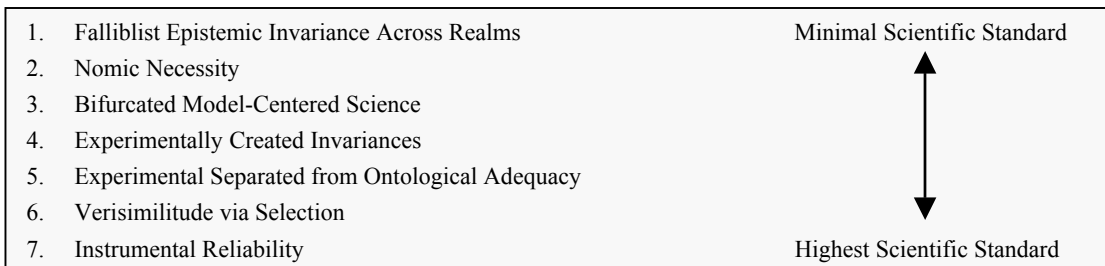 1. Falliblist Epistemic Invariance Across Realms Minimal Scientific Standard
2. Nomic Necessity
3. Bifurcated Model-Centered Science
4. Experimentally Created Invariances
5. Experimental Separated from Ontological Adequacy
6. Verisimilitude via Selection
7. Instrumental Reliability Highest Scientific Standard